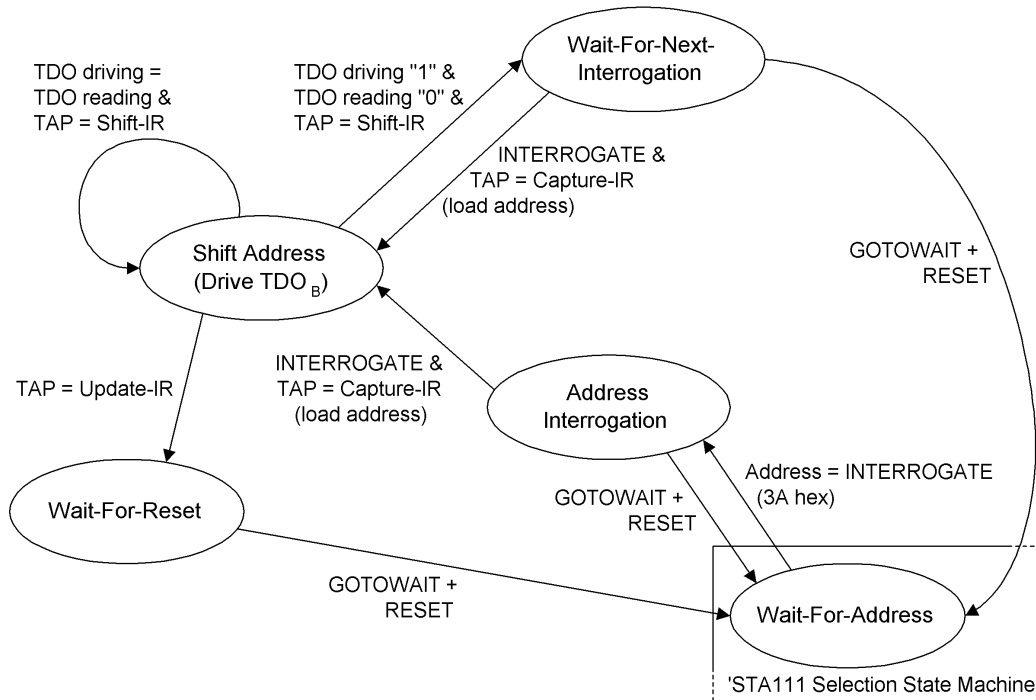 Wait-For-Next-
Interrogation
TDO driving =
TDO reading &
TAP = Shift-IR
TDO driving "1" &
TDO reading "0" &
TAP = Shift-IR
INTERROGATE &
TAP = Capture-IR
(load address)
Shift Address
(Drive TDO B)
GOTOWAIT +
RESET
TAP = Update-IR
INTERROGATE &
TAP = Capture-IR
(load address)
Address
Interrogation
Address = INTERROGATE
(3A hex)
GOTOWAIT +
RESET
Wait-For-Reset
GOTOWAIT +
RESET
Wait-For-Address
'STA111 Selection State Machine